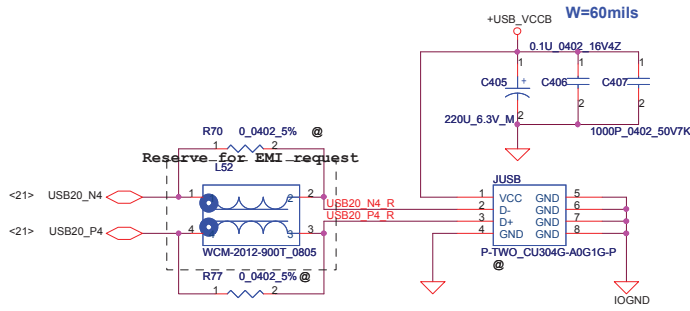 W=60mils
+USB_VCCB
0.1U_0402_16V4Z
1 1 1
C405 + C406 C407
2 2 2
220U_6.3V_M
1000P_0402_50V7K
R70 0_0402_5% @
1 2
Reserve for EMI request
L52
<21> USB20_N4 1 2 2
<21> USB20_P4 4 3 3
WCM-2012-900T_0805
R77 0_0402_5% @
1 2
USB20_N4_R
USB20_P4_R
JUSB
1 VCC GND 5
2 D- GND 6
3 D+ GND 7
4 GND GND 8
P-TWO_CU304G-A0G1G-P
@
IOGND